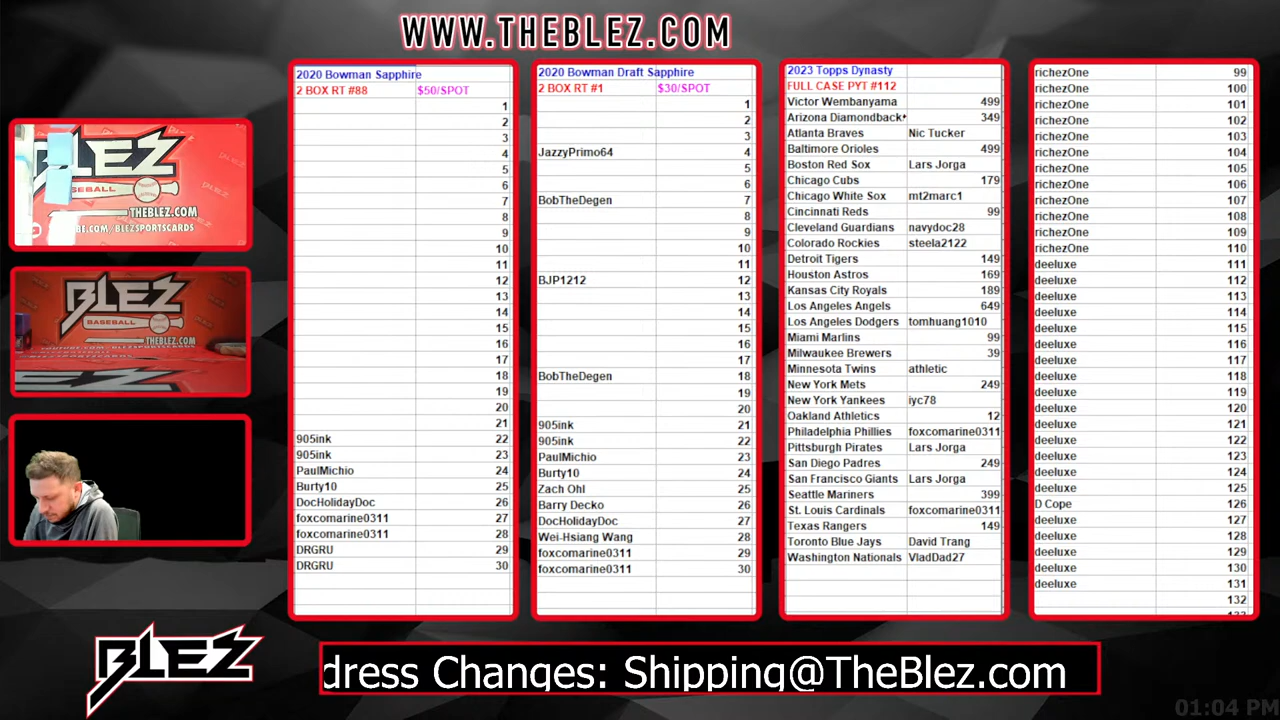 WWW.THEBLEZ.COM
BLEZ
SEBALL
THEBLEZ.COM
BE.COM/BLEZSPORTSCARDS
BLEZ
BASEBALL
THEBLEZ.COM
2020 Bowman Sapphire
2 BOX RT #88 $50/SPOT
1
2
3
4
5
6
7
8
9
10
11
12
13
14
15
16
17
18
19
20
21
905ink 22
905ink 23
PaulMichio 24
Burty10 25
DocHolidayDoc 26
foxcomarine0311 27
foxcomarine0311 28
DRGRU 29
DRGRU 30
2020 Bowman Draft Sapphire
2 BOX RT #1 $30/SPOT
1
2
3
JazzyPrimo64 4
5
6
BobTheDegen 7
8
9
10
11
BJP1212 12
13
14
15
16
17
BobTheDegen 18
19
20
905ink 21
905ink 22
PaulMichio 23
Burty10 24
Zach Ohl 25
Barry Decko 26
DocHolidayDoc 27
Wei-Hsiang Wang 28
foxcomarine0311 29
foxcomarine0311 30
2023 Topps Dynasty
FULL CASE PYT #112
Victor Wembanyama 499
Arizona Diamondback 349
Atlanta Braves Nic Tucker
Baltimore Orioles 499
Boston Red Sox Lars Jorga
Chicago Cubs 179
Chicago White Sox mt2marc1
Cincinnati Reds 99
Cleveland Guardians navydoc28
Colorado Rockies steela2122
Detroit Tigers 149
Houston Astros 169
Kansas City Royals 189
Los Angeles Angels 649
Los Angeles Dodgers tomhuang1010
Miami Marlins 99
Milwaukee Brewers 39
Minnesota Twins athletic
New York Mets 249
New York Yankees iyc78
Oakland Athletics 12
Philadelphia Phillies foxcomarine0311
Pittsburgh Pirates Lars Jorga
San Diego Padres 249
San Francisco Giants Lars Jorga
Seattle Mariners 399
St. Louis Cardinals foxcomarine0311
Texas Rangers 149
Toronto Blue Jays David Trang
Washington Nationals VladDad27
richezOne 99
richezOne 100
richezOne 101
richezOne 102
richezOne 103
richezOne 104
richezOne 105
richezOne 106
richezOne 107
richezOne 108
richezOne 109
richezOne 110
deeluxe 111
deeluxe 112
deeluxe 113
deeluxe 114
deeluxe 115
deeluxe 116
deeluxe 117
deeluxe 118
deeluxe 119
deeluxe 120
deeluxe 121
deeluxe 122
deeluxe 123
deeluxe 124
deeluxe 125
D Cope 126
deeluxe 127
deeluxe 128
deeluxe 129
deeluxe 130
deeluxe 131
132
BLEZ
dress Changes: Shipping@TheBlez.com
01:04 PM